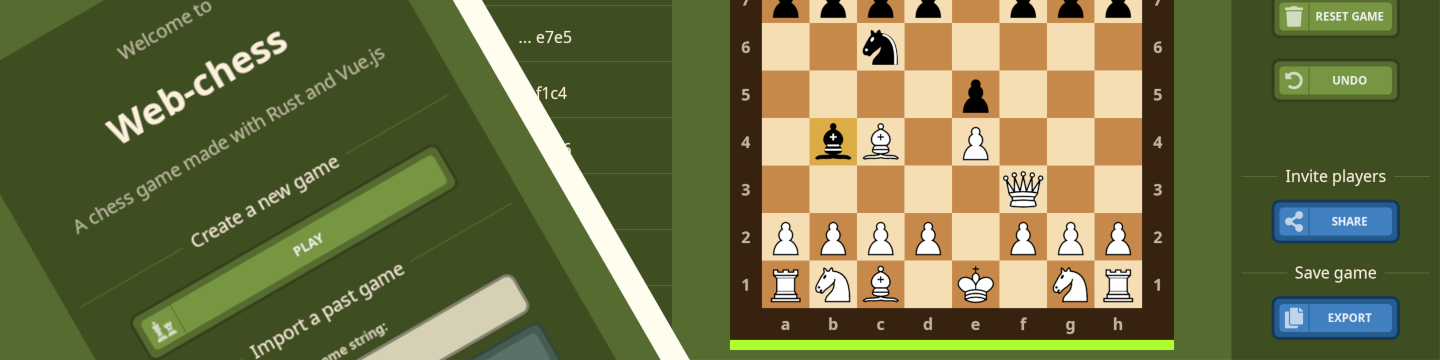 Welcome to
Web-chess
A chess game made with Rust and Vue.js
Create a new game
PLAY
Import a past game
ame string:
... e7e5
f1c4
7
7
6
6
5
5
4
4
3
3
2
2
1
1
a b c d e f g h
RESET GAME
UNDO
Invite players
SHARE
Save game
EXPORT